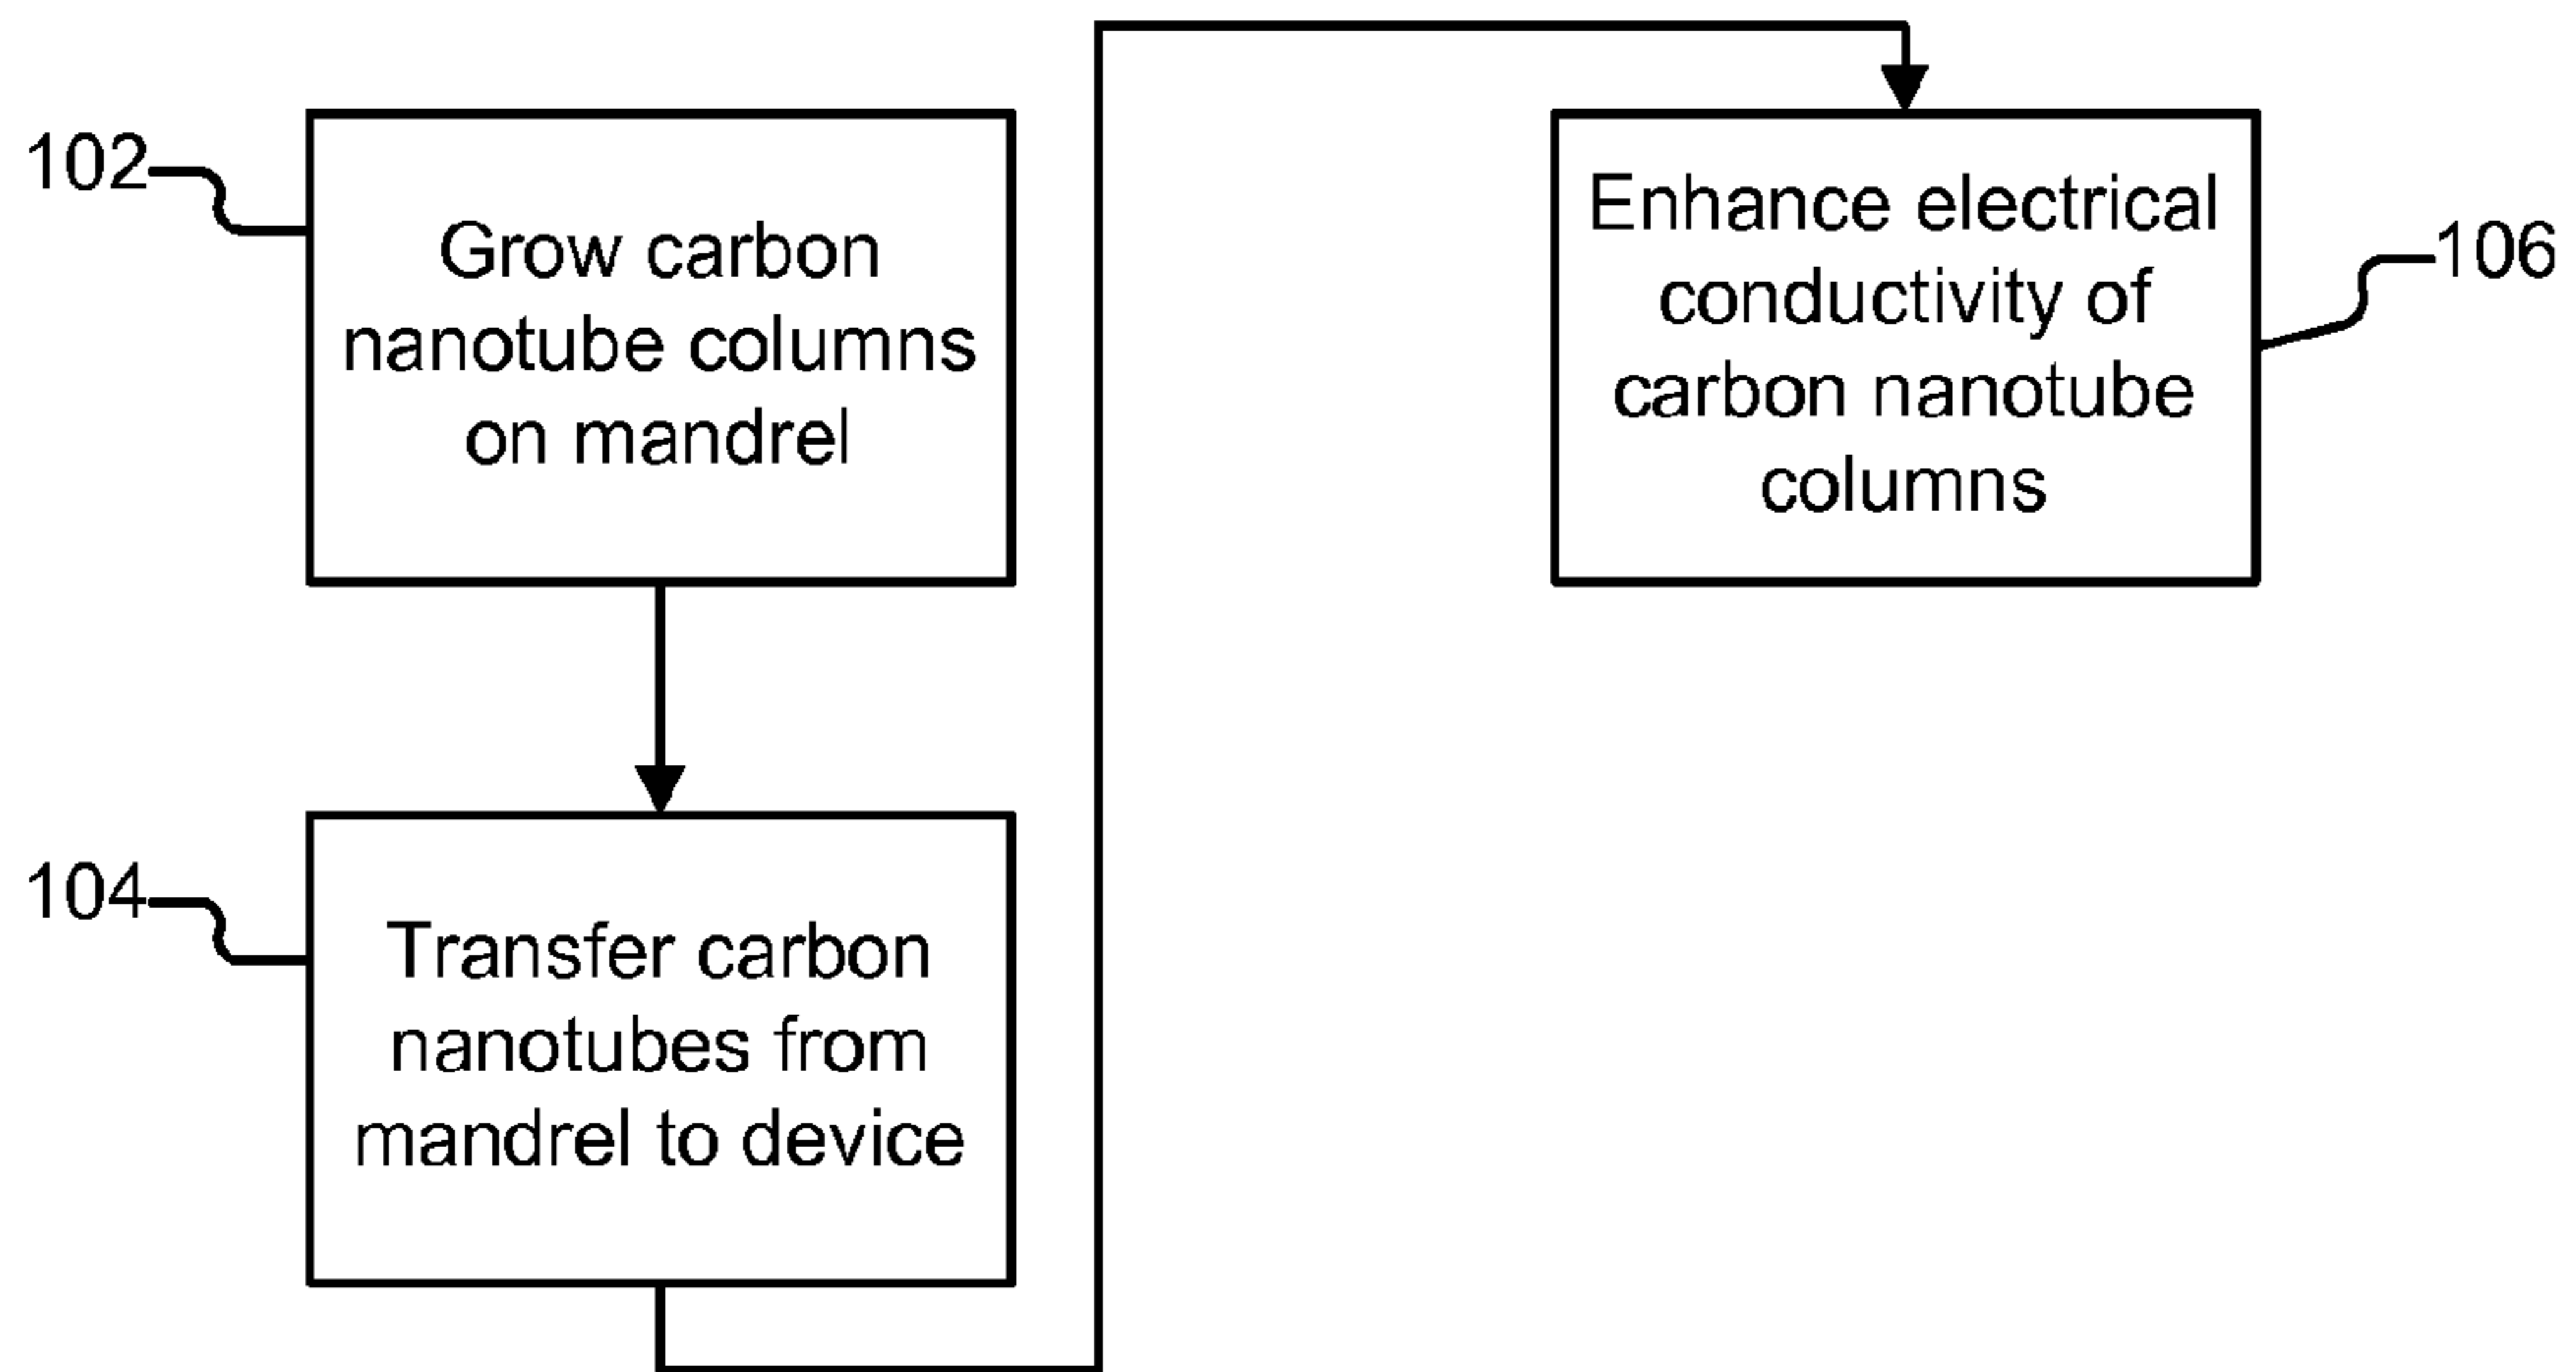 102
Grow carbon
nanotube columns
on mandrel
104
Transfer carbon
nanotubes from
mandrel to device
Enhance electrical
conductivity of
carbon nanotube
columns
106